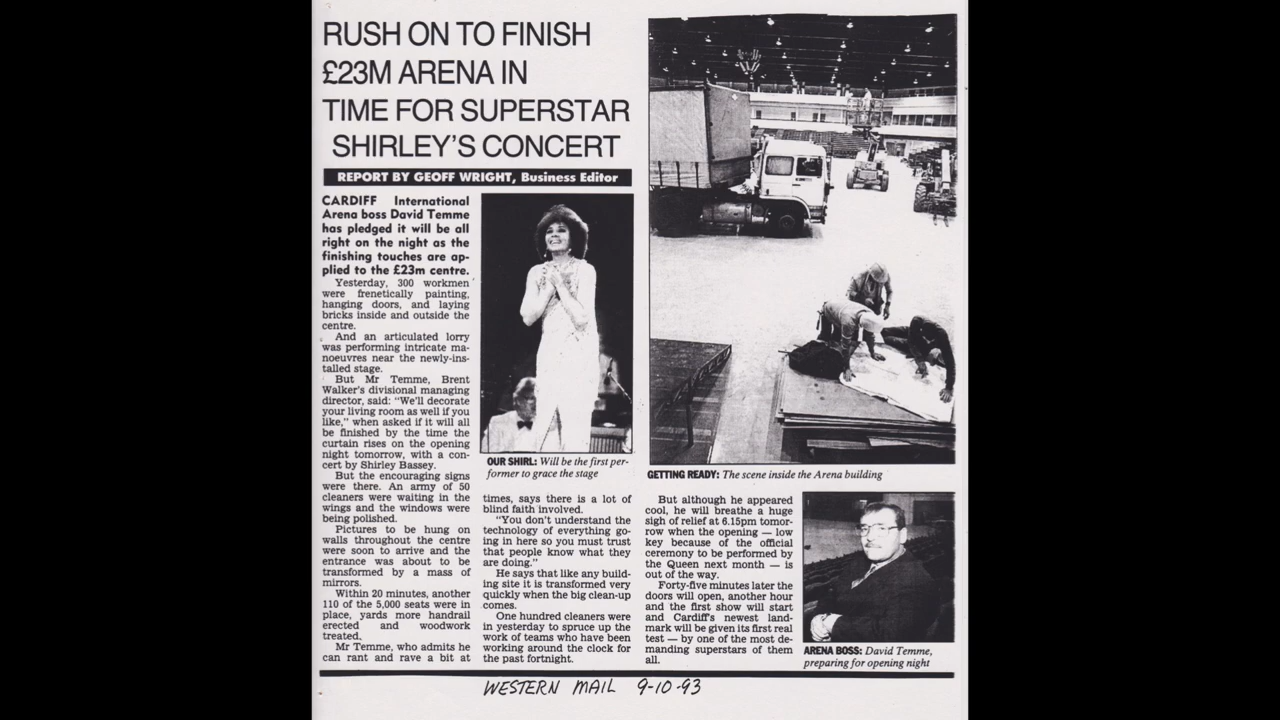 RUSH ON TO FINISH
£23M ARENA IN
TIME FOR SUPERSTAR
SHIRLEY'S CONCERT
REPORT BY GEOFF WRIGHT, Business Editor
CARDIFF International
Arena boss David Temme
has pledged it will be all
right on the night as the
finishing touches are ap-
plied to the £23m centre.
Yesterday, 300 workmen
were frenetically painting,
hanging doors, and laying
bricks inside and outside the
centre.
And an articulated lorry
was performing intricate ma-
noeuvres near the newly-ins-
talled stage.
But Mr Temme, Brent
Walker's divisional managing
director, said: "We'll decorate
your living room as well if you
like," when asked if it will all
be finished by the time the
curtain rises on the opening
night tomorrow, with a con-
cert by Shirley Bassey.
But the encouraging signs
were there. An army of 50
cleaners were waiting in the
wings and the windows were
being polished.
Pictures to be hung on
walls throughout the centre
were soon to arrive and the
entrance was about to be
transformed by a mass of
mirrors.
Within 20 minutes, another
110 of the 5,000 seats were in
place, yards more handrail
erected and woodwork
treated.
Mr Temme, who admits he
can rant and rave a bit at
OUR SHIRL: Will be the first per-
former to grace the stage
times, says there is a lot of
blind faith involved.
"You don't understand the
technology of everything go-
ing in here so you must trust
that people know what they
are doing."
He says that like any build-
ing site it is transformed very
quickly when the big clean-up
comes.
One hundred cleaners were
in yesterday to spruce up the
work of teams who have been
working around the clock for
the past fortnight.
GETTING READY: The scene inside the Arena building
But although he appeared
cool, he will breathe a huge
sigh of relief at 6.15pm tomor-
row when the opening — low
key because of the official
ceremony to be performed by
the Queen next month — is
out of the way.
Forty-five minutes later the
doors will open, another hour
and the first show will start
and Cardiff's newest land-
mark will be given its first real
test — by one of the most de-
manding superstars of them
all.
ARENA BOSS: David Temme,
preparing for opening night
WESTERN MAIL 9-10-93